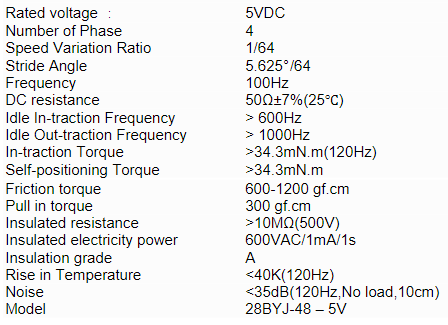 Rated voltage : 5VDC
Number of Phase 4
Speed Variation Ratio 1/64
Stride Angle 5.625°/64
Frequency 100Hz
DC resistance 50Ω±7%(25℃)
Idle In-traction Frequency > 600Hz
Idle Out-traction Frequency > 1000Hz
In-traction Torque >34.3mN.m(120Hz)
Self-positioning Torque >34.3mN.m
Friction torque 600-1200 gf.cm
Pull in torque 300 gf.cm
Insulated resistance >10MΩ(500V)
Insulated electricity power 600VAC/1mA/1s
Insulation grade A
Rise in Temperature <40K(120Hz)
Noise <35dB(120Hz,No load,10cm)
Model 28BYJ-48 – 5V